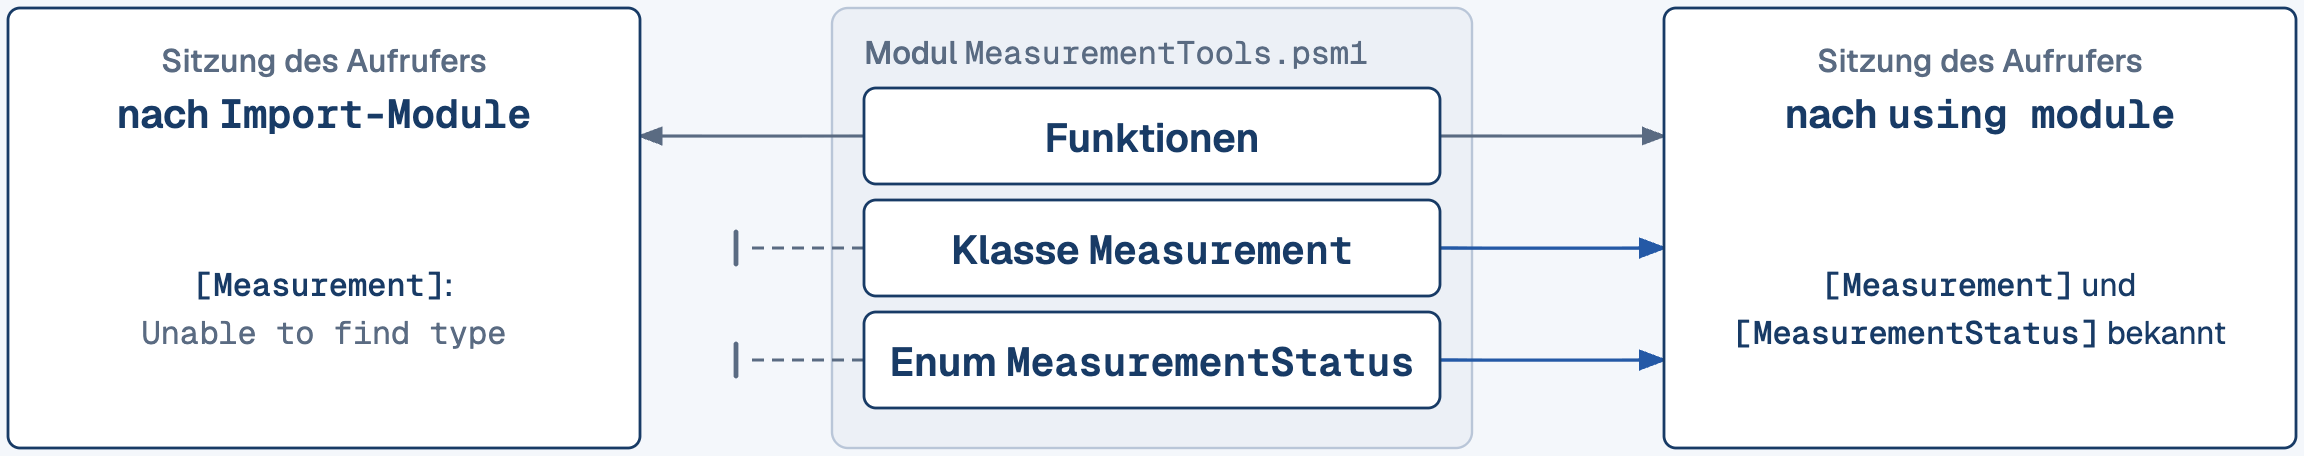 Sitzung des Aufrufers
nach Import-Module
[Measurement]:
Unable to find type
Modul MeasurementTools.psm1
Funktionen
Klasse Measurement
Enum MeasurementStatus
Sitzung des Aufrufers
nach using module
[Measurement] und
[MeasurementStatus] bekannt